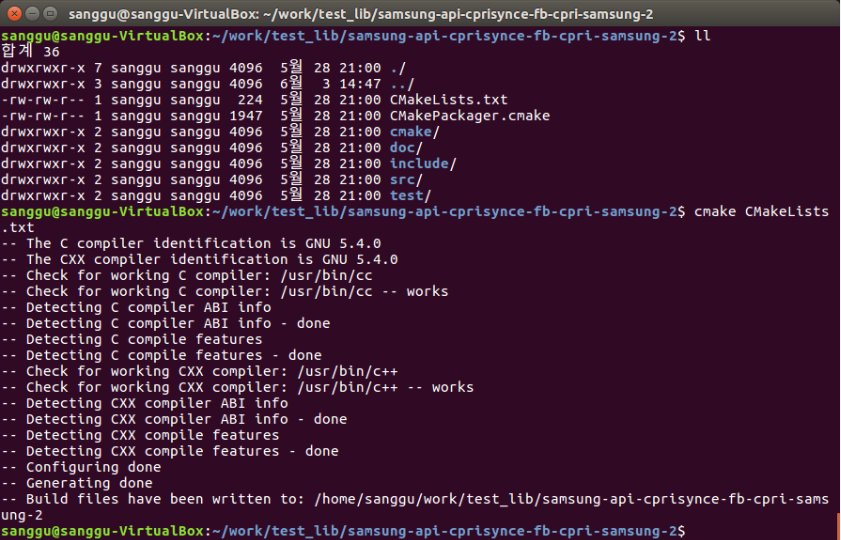 sanggu@sanggu-VirtualBox: ~/work/test_lib/samsung-api-cprisynce-fb-cpri-samsung-2
sanggu@sanggu-VirtualBox:~/work/test_lib/samsung-api-cprisynce-fb-cpri-samsung-2$ ll
합계 36
drwxrwxr-x 7 sanggu sanggu 4096  5월 28 21:00 ./
drwxrwxr-x 3 sanggu sanggu 4096  6월  3 14:47 ../
-rw-rw-r-- 1 sanggu sanggu  224  5월 28 21:00 CMakeLists.txt
-rw-rw-r-- 1 sanggu sanggu 1947  5월 28 21:00 CMakePackager.cmake
drwxrwxr-x 2 sanggu sanggu 4096  5월 28 21:00 cmake/
drwxrwxr-x 2 sanggu sanggu 4096  5월 28 21:00 doc/
drwxrwxr-x 2 sanggu sanggu 4096  5월 28 21:00 include/
drwxrwxr-x 2 sanggu sanggu 4096  5월 28 21:00 src/
drwxrwxr-x 2 sanggu sanggu 4096  5월 28 21:00 test/
sanggu@sanggu-VirtualBox:~/work/test_lib/samsung-api-cprisynce-fb-cpri-samsung-2$ cmake CMakeLists
.txt
-- The C compiler identification is GNU 5.4.0
-- The CXX compiler identification is GNU 5.4.0
-- Check for working C compiler: /usr/bin/cc
-- Check for working C compiler: /usr/bin/cc -- works
-- Detecting C compiler ABI info
-- Detecting C compiler ABI info - done
-- Detecting C compile features
-- Detecting C compile features - done
-- Check for working CXX compiler: /usr/bin/c++
-- Check for working CXX compiler: /usr/bin/c++ -- works
-- Detecting CXX compiler ABI info
-- Detecting CXX compiler ABI info - done
-- Detecting CXX compile features
-- Detecting CXX compile features - done
-- Configuring done
-- Generating done
-- Build files have been written to: /home/sanggu/work/test_lib/samsung-api-cprisynce-fb-cpri-sams
ung-2
sanggu@sanggu-VirtualBox:~/work/test_lib/samsung-api-cprisynce-fb-cpri-samsung-2$